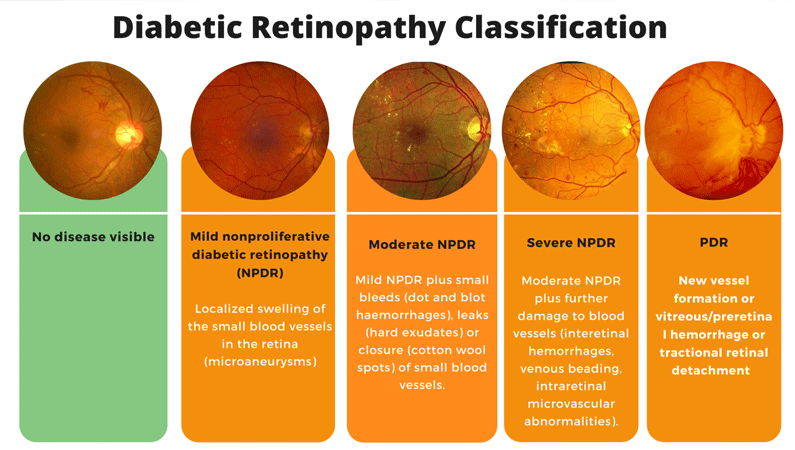 Diabetic Retinopathy Classification
No disease visible
Mild nonproliferative
diabetic retinopathy
(NPDR)
Localized swelling of
the small blood vessels
in the retina
(microaneurysms)
Moderate NPDR
Mild NPDR plus small
bleeds (dot and blot
haemorrhages), leaks
(hard exudates) or
closure (cotton wool
spots) of small blood
vessels.
Severe NPDR
Moderate NPDR
plus further
damage to blood
vessels (interetinal
hemorrhages,
venous beading,
intraretinal
microvascular
abnormalities).
PDR
New vessel
formation or
vitreous/preretina
l hemorrhage or
tractional retinal
detachment